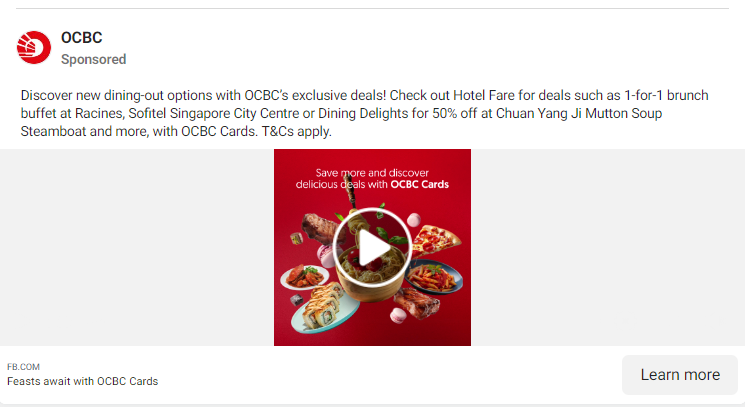 OCBC
Sponsored
Discover new dining-out options with OCBC's exclusive deals! Check out Hotel Fare for deals such as 1-for-1 brunch
buffet at Racines, Sofitel Singapore City Centre or Dining Delights for 50% off at Chuan Yang Ji Mutton Soup
Steamboat and more, with OCBC Cards. T&Cs apply.
Save more and discover
delicious deals with OCBC Cards
FB.COM
Feasts await with OCBC Cards
Learn more